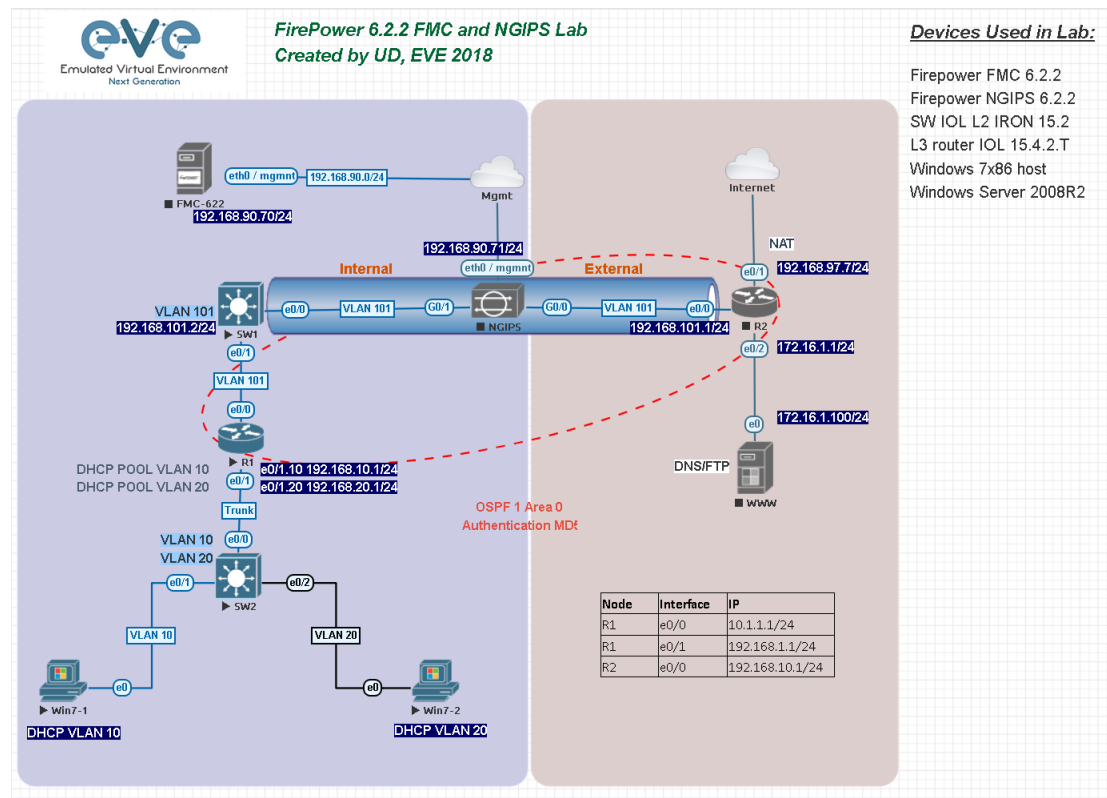 eve
Emulated Virtual Environment
Next Generation
FirePower 6.2.2 FMC and NGIPS Lab
Created by UD, EVE 2018
Devices Used in Lab:
Firepower FMC 6.2.2
Firepower NGIPS 6.2.2
SW IOL L2 IRON 15.2
L3 router IOL 15.4.2.T
Windows 7x86 host
Windows Server 2008R2
eth0 / mgmnt
192.168.90.0/24
FMC-622
192.168.90.70/24
Mgmt
Internet
NAT
192.168.90.71/24
eth0 / mgmnt
Internal
External
e0/1
192.168.97.7/24
VLAN 101
192.168.101.2/24
SW1
e0/0
VLAN 101
G0/1
NGIPS
G0/0
VLAN 101
e0/0
192.168.101.1/24
R2
e0/1
e0/2
172.16.1.1/24
VLAN 101
e0/0
172.16.1.100/24
e0
R1
DHCP POOL VLAN 10
DHCP POOL VLAN 20
e0/1.10 192.168.10.1/24
e0/1.20 192.168.20.1/24
e0/1
DNS/FTP
WWW
Trunk
OSPF 1 Area 0
Authentication MD5
VLAN 10
VLAN 20
e0/0
e0/1
e0/2
SW2
VLAN 10
VLAN 20
Node Interface IP
R1 e0/0 10.1.1.1/24
R1 e0/1 192.168.1.1/24
R2 e0/0 192.168.10.1/24
e0
e0
Win7-1
Win7-2
DHCP VLAN 10
DHCP VLAN 20